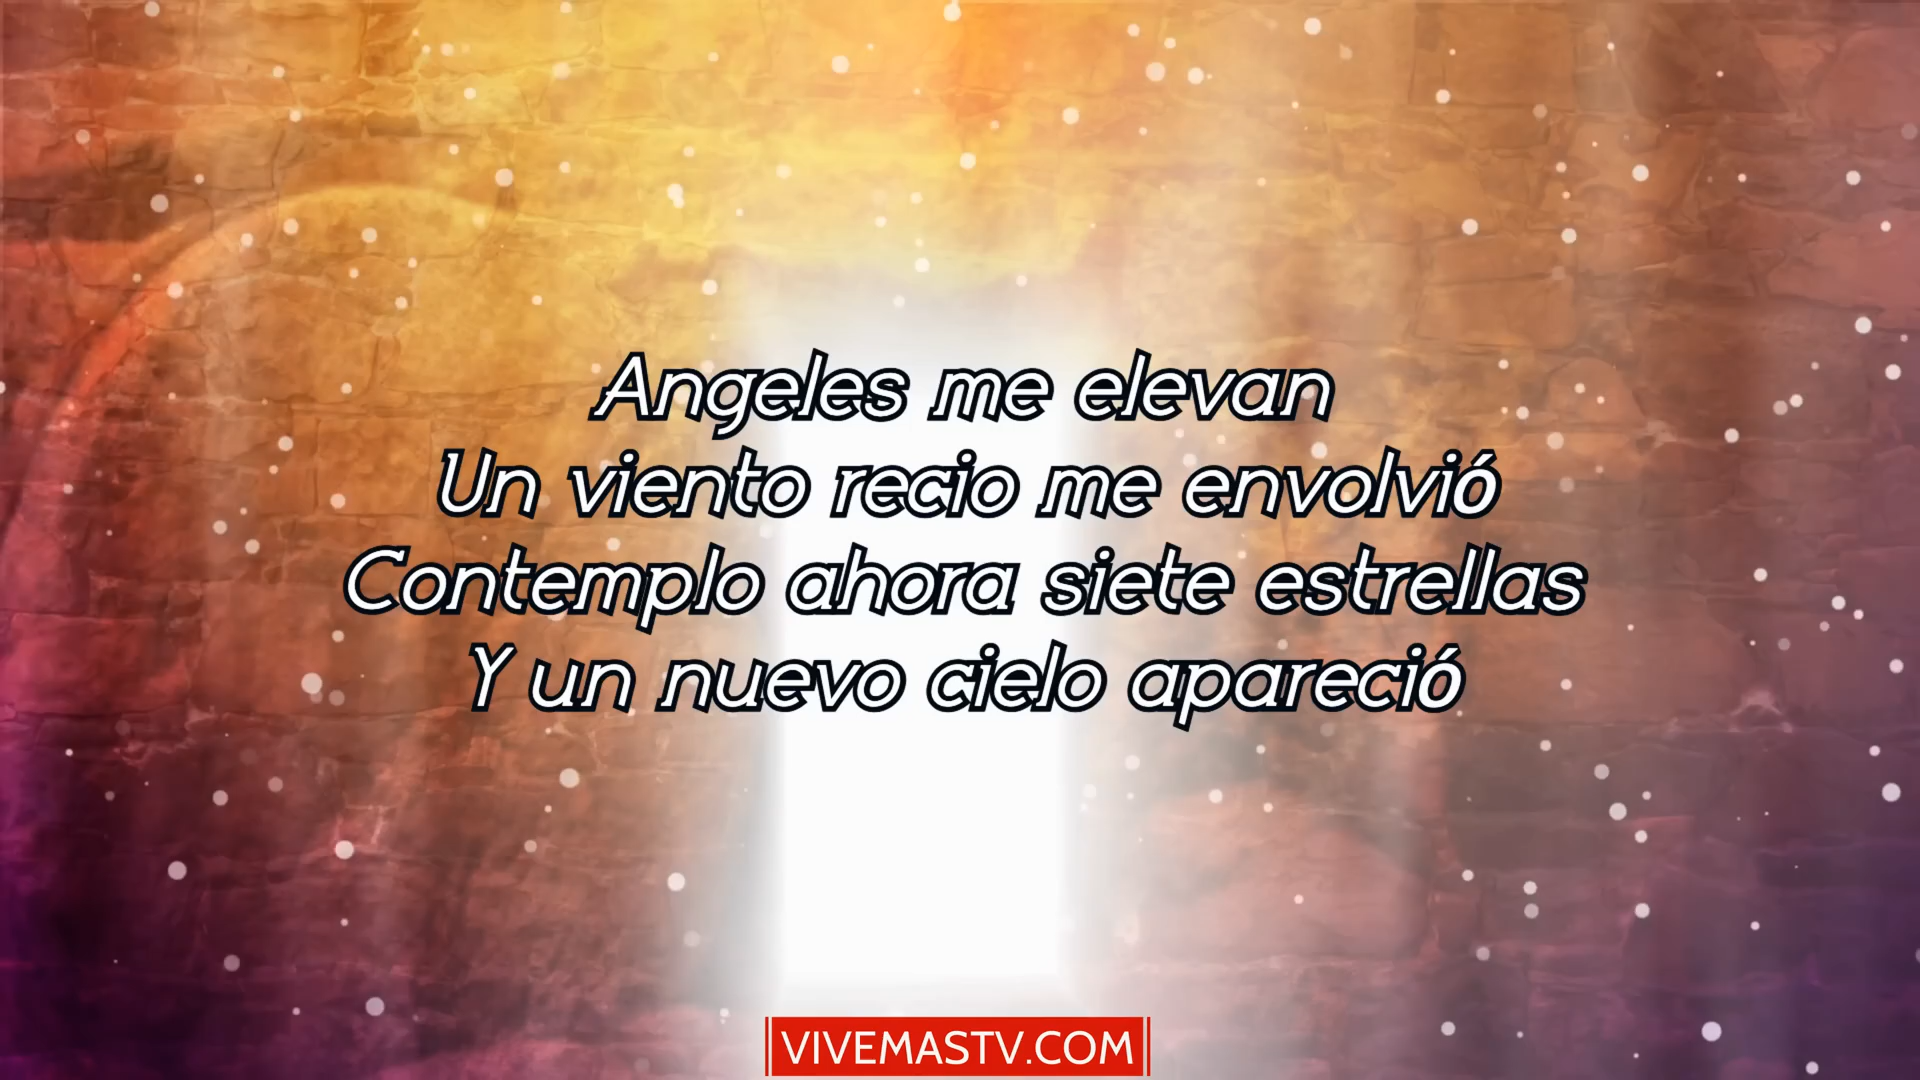 Angeles me elevan
Un viento recio me envolvió
Contemplo ahora siete estrellas
Y un nuevo cielo apareció
VIVEMASTV.COM